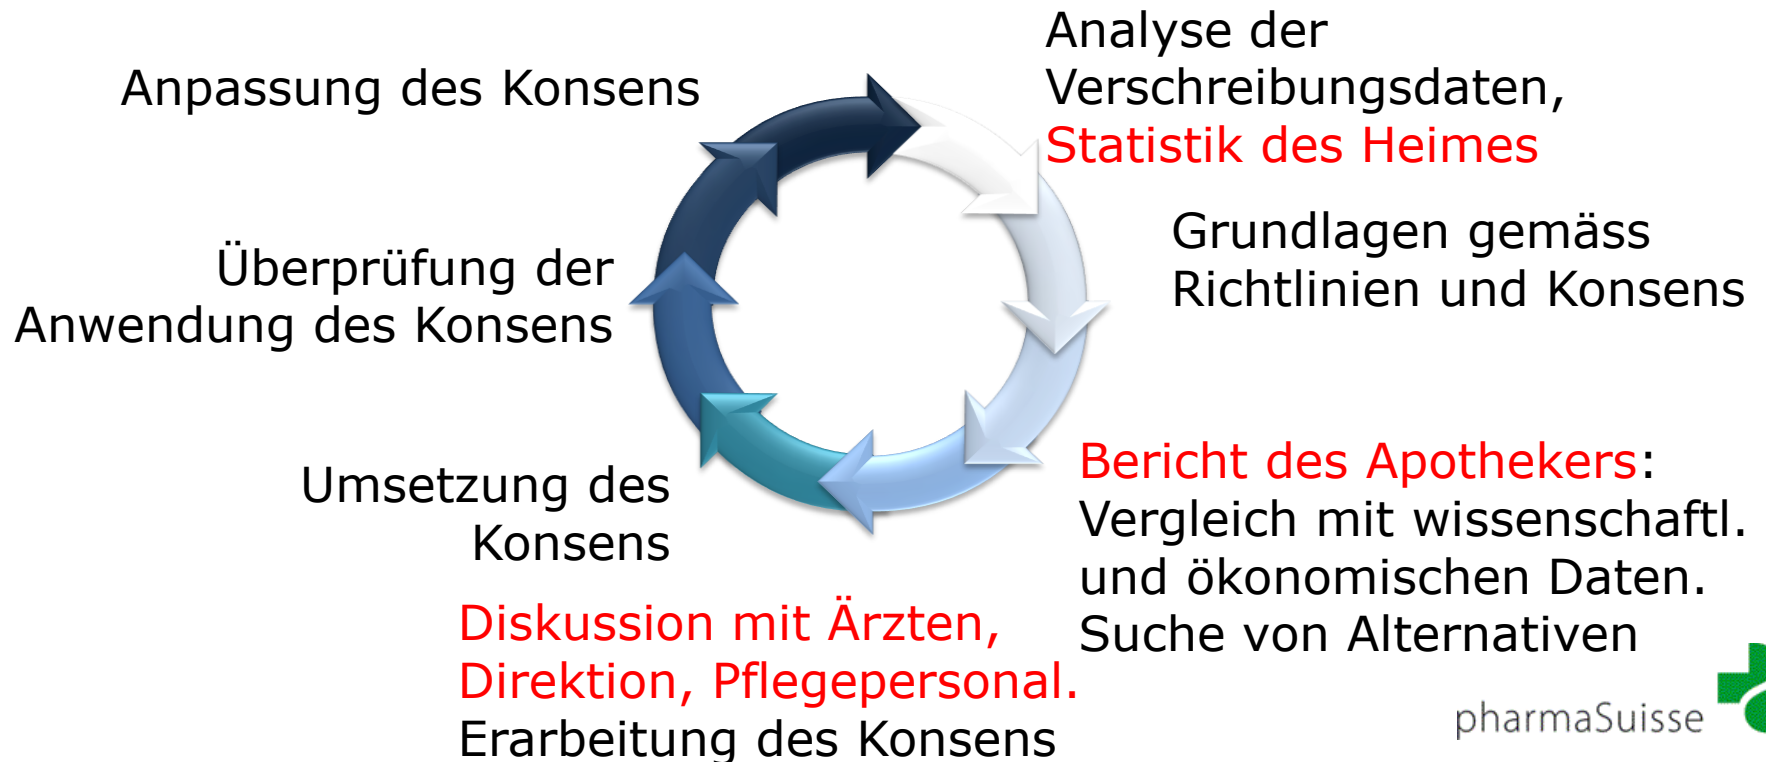 Analyse der
Verschreibungsdaten,
Statistik des Heimes
Grundlagen gemäss
Richtlinien und Konsens
Bericht des Apothekers:
Vergleich mit wissenschaftl.
und ökonomischen Daten.
Suche von Alternativen
Diskussion mit Ärzten,
Direktion, Pflegepersonal.
Erarbeitung des Konsens
Umsetzung des
Konsens
Überprüfung der
Anwendung des Konsens
Anpassung des Konsens
pharmaSuisse